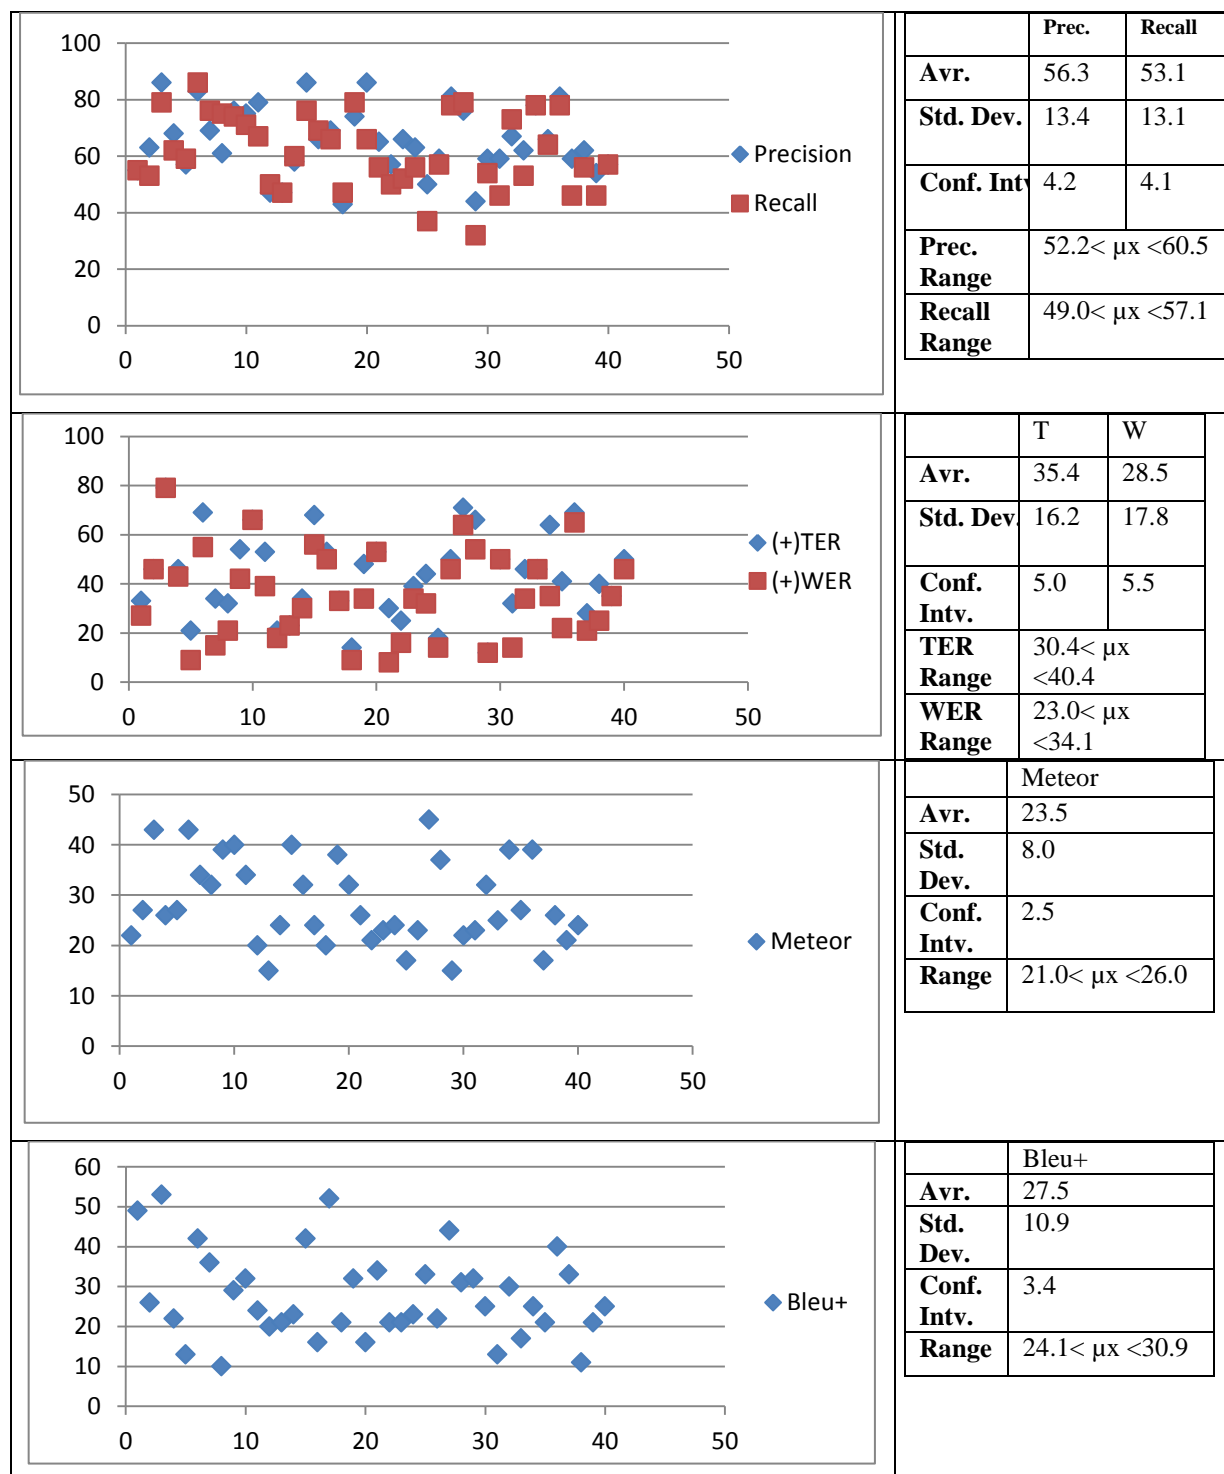 100
80
60
40
20
0
0 10 20 30 40 50
Precision
Recall
Prec. Recall
Avr. 56.3 53.1
Std. Dev. 13.4 13.1
Conf. Intv 4.2 4.1
Prec. 52.2< µx <60.5
Range
Recall 49.0< µx <57.1
Range
100
80
60
40
20
0
0 10 20 30 40 50
(+)TER
(+)WER
T W
Avr. 35.4 28.5
Std. Dev. 16.2 17.8
Conf. 5.0 5.5
Intv.
TER 30.4< µx
Range <40.4
WER 23.0< µx
Range <34.1
50
40
30
20
10
0
0 10 20 30 40 50
Meteor
Meteor
Avr. 23.5
Std. 8.0
Dev.
Conf. 2.5
Intv.
Range 21.0< µx <26.0
60
50
40
30
20
10
0
0 10 20 30 40 50
Bleu+
Bleu+
Avr. 27.5
Std. 10.9
Dev.
Conf. 3.4
Intv.
Range 24.1< µx <30.9